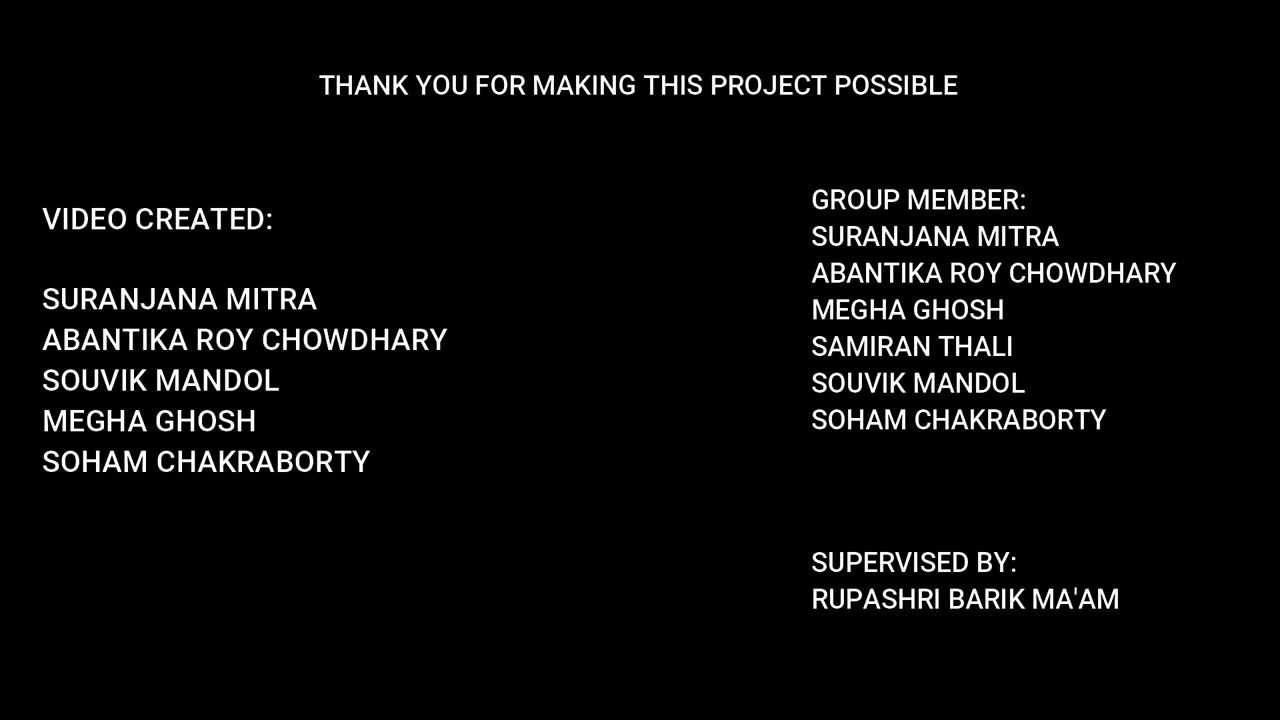 THANK YOU FOR MAKING THIS PROJECT POSSIBLE
VIDEO CREATED:
SURANJANA MITRA
ABANTIKA ROY CHOWDHARY
SOUVIK MANDOL
MEGHA GHOSH
SOHAM CHAKRABORTY
GROUP MEMBER:
SURANJANA MITRA
ABANTIKA ROY CHOWDHARY
MEGHA GHOSH
SAMIRAN THALI
SOUVIK MANDOL
SOHAM CHAKRABORTY
SUPERVISED BY:
RUPASHRI BARIK MA'AM